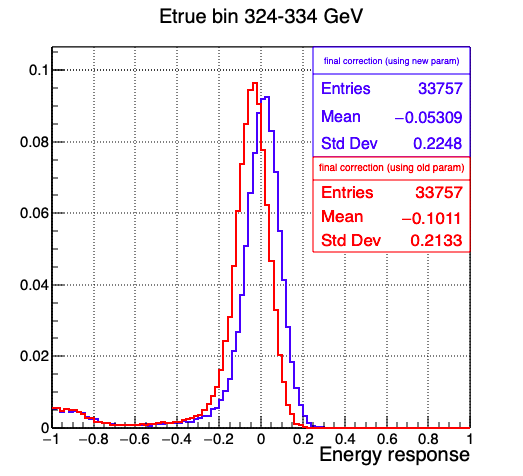 Etrue bin 324-334 GeV
final correction (using new param)
Entries 33757
Mean −0.05309
Std Dev 0.2248
final correction (using old param)
Entries 33757
Mean −0.1011
Std Dev 0.2133
0.1
0.08
0.06
0.04
0.02
0
−1 −0.8 −0.6 −0.4 −0.2 0 0.2 0.4 0.6 0.8 1
Energy response